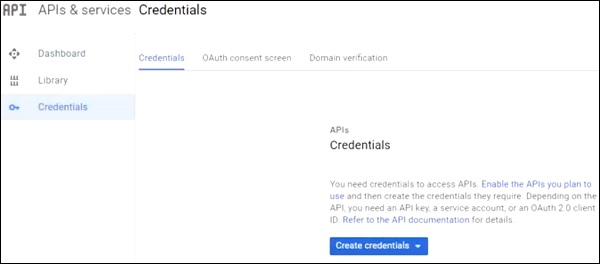 API APIs & services Credentials
Dashboard
Library
Credentials
Credentials OAuth consent screen Domain verification
APIs
Credentials
You need credentials to access APIs. Enable the APIs you plan to
use and then create the credentials they require. Depending on the
API, you need an API key, a service account, or an OAuth 2.0 client
ID. Refer to the API documentation for details.
Create credentials